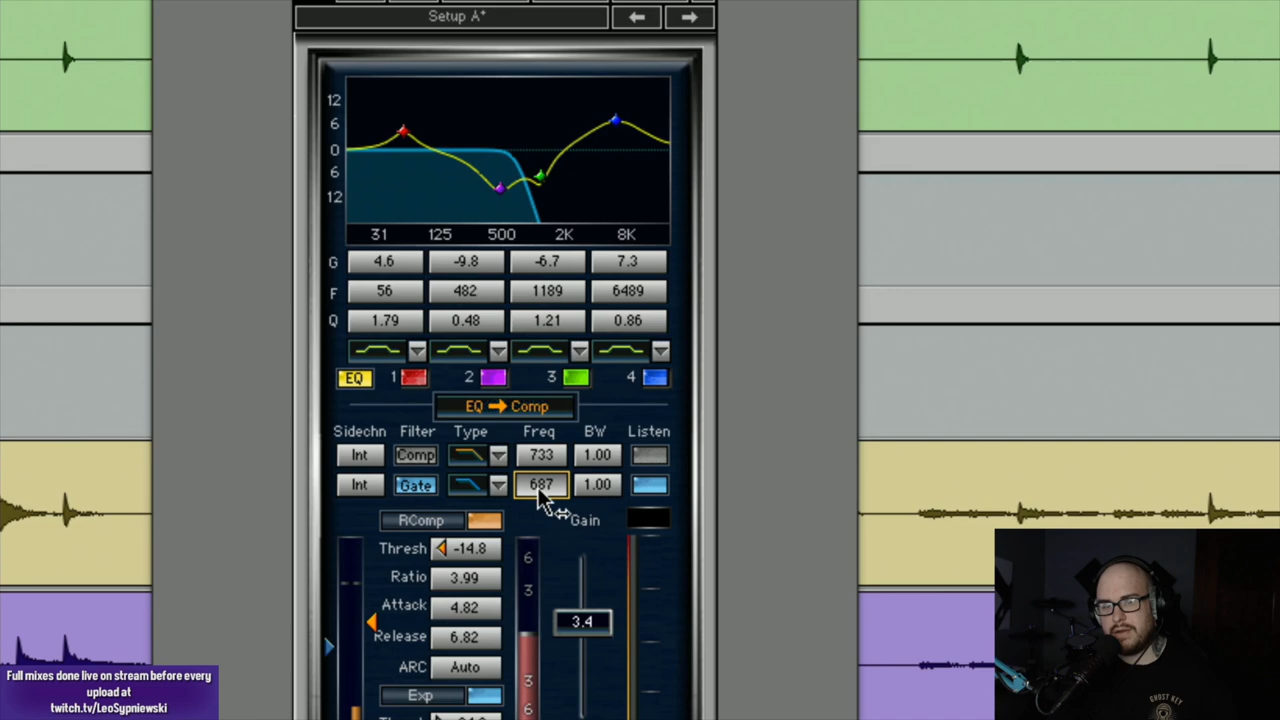 Setup A*
12
6
0
6
12
31 125 500 2K 8K
G 4.6 -9.8 -6.7 7.3
F 56 482 1189 6489
Q 1.79 0.48 1.21 0.86
EQ 1 2 3 4
EQ Comp
Sidechn Filter Type Freq BW Listen
Int Comp 733 1.00
Int Gate 687 1.00
RComp Gain
Thresh -14.8 6
Ratio 3.99 3
Attack 4.82
Release 6.82 3.4
ARC Auto 3
Exp 6
Full mixes done live on stream before every
upload at
twitch.tv/LeoSypniewski
GHOST KEY